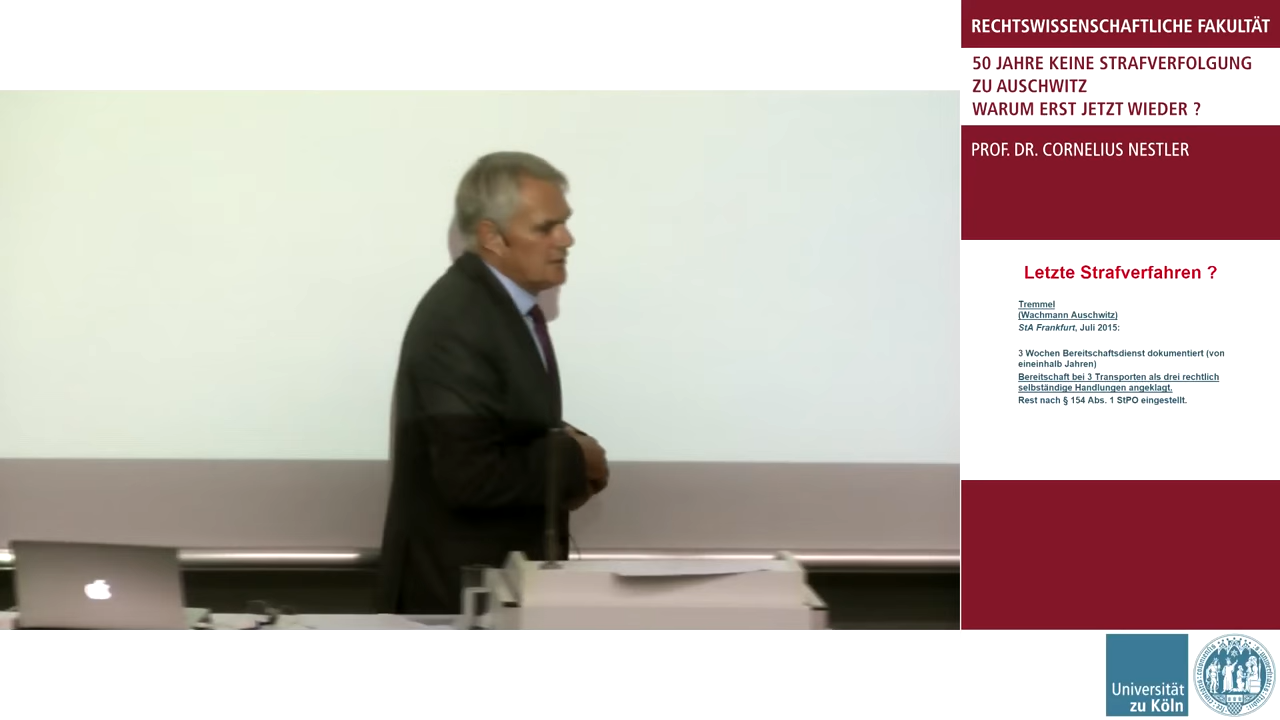 RECHTSWISSENSCHAFTLICHE FAKULTÄT
50 JAHRE KEINE STRAFVERFOLGUNG
ZU AUSCHWITZ
WARUM ERST JETZT WIEDER ?
PROF. DR. CORNELIUS NESTLER
Letzte Strafverfahren ?
Tremmel
(Wachmann Auschwitz)
StA Frankfurt, Juli 2015:
3 Wochen Bereitschaftsdienst dokumentiert (von
eineinhalb Jahren)
Bereitschaft bei 3 Transporten als drei rechtlich
selbständige Handlungen angeklagt.
Rest nach § 154 Abs. 1 StPO eingestellt.
Universität
zu Köln